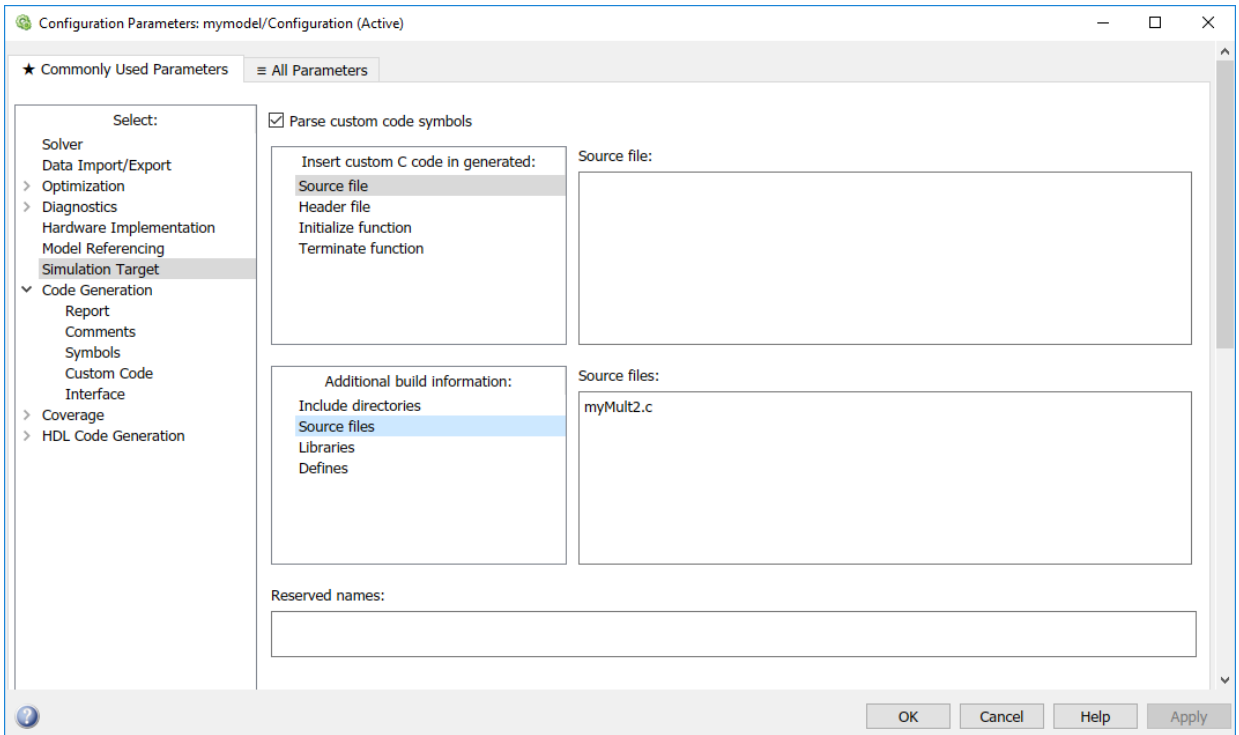 Configuration Parameters: mymodel/Configuration (Active)
★ Commonly Used Parameters
≡ All Parameters
Select:
Solver
Data Import/Export
Optimization
Diagnostics
Hardware Implementation
Model Referencing
Simulation Target
Code Generation
Report
Comments
Symbols
Custom Code
Interface
Coverage
HDL Code Generation
Parse custom code symbols
Insert custom C code in generated:
Source file
Header file
Initialize function
Terminate function
Source file:
Additional build information:
Include directories
Source files
Libraries
Defines
Source files:
myMult2.c
Reserved names:
OK
Cancel
Help
Apply